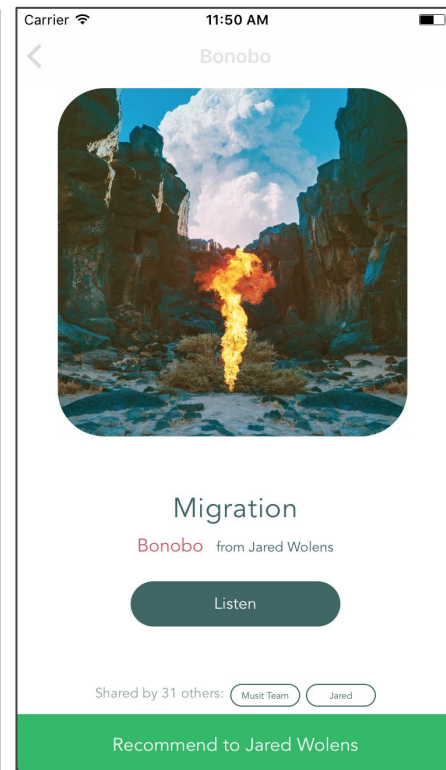 Carrier 11:50 AM
Bonobo
Migration
Bonobo from Jared Wolens
Listen
Shared by 31 others: Musit Team Jared
Recommend to Jared Wolens